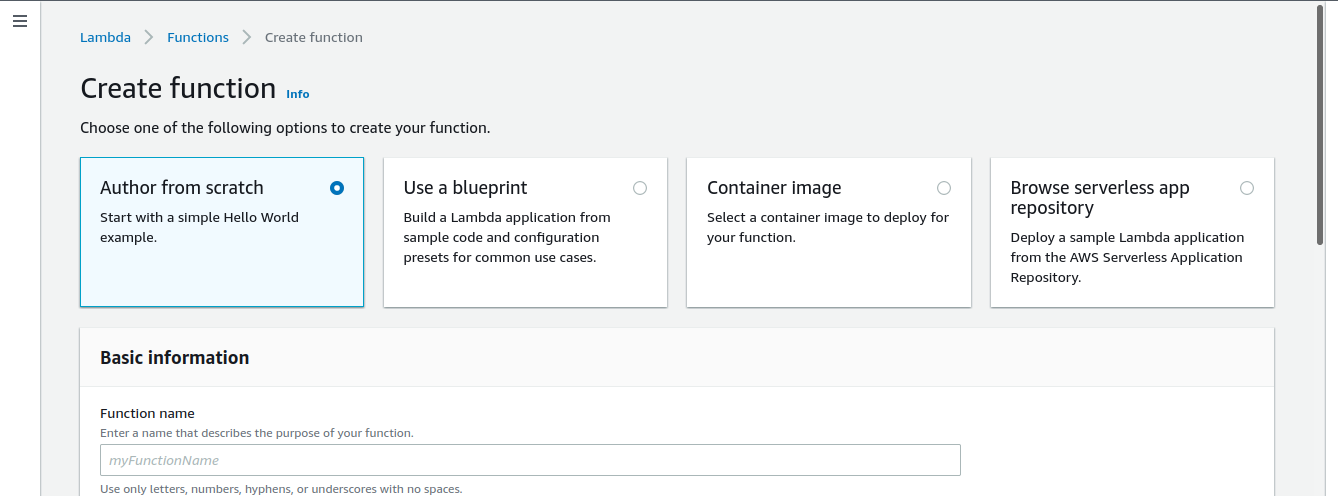 Lambda > Functions > Create function
Create function Info
Choose one of the following options to create your function.
Author from scratch
Start with a simple Hello World
example.
Use a blueprint
Build a Lambda application from
sample code and configuration
presets for common use cases.
Container image
Select a container image to deploy for
your function.
Browse serverless app
repository
Deploy a sample Lambda application
from the AWS Serverless Application
Repository.
Basic information
Function name
Enter a name that describes the purpose of your function.
myFunctionName
Use only letters, numbers, hyphens, or underscores with no spaces.